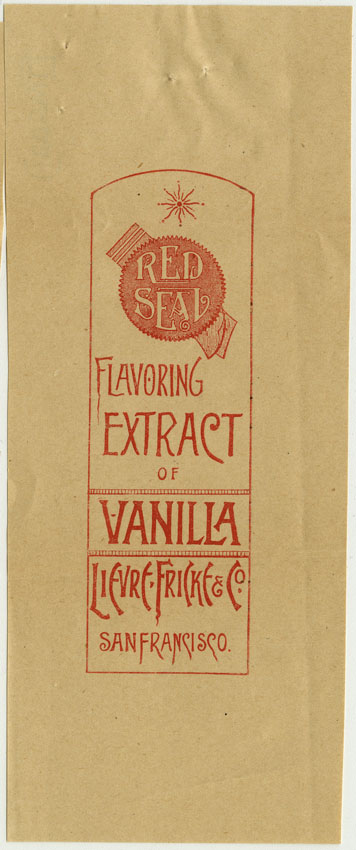 RED
SEAL
FLAVORING
EXTRACT
OF
VANILLA
LIEVRE·FRICKE & CO.
SAN FRANCISCO.